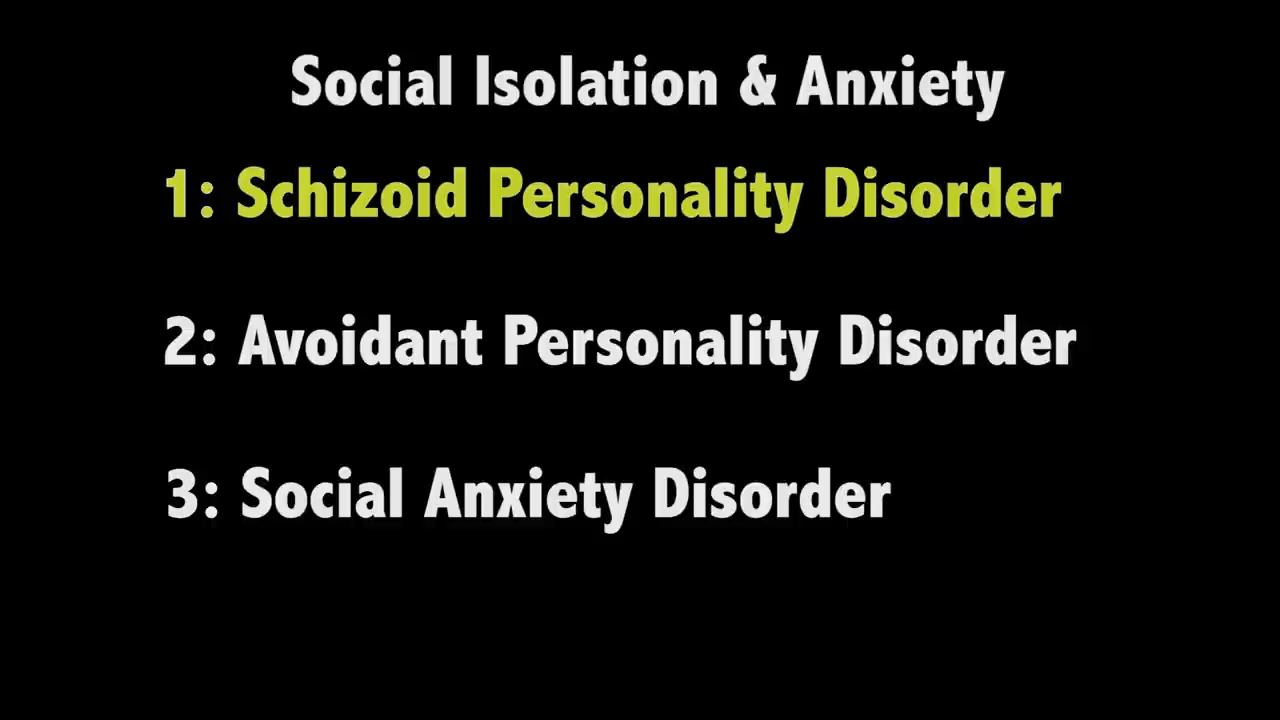 Social Isolation & Anxiety
1: Schizoid Personality Disorder
2: Avoidant Personality Disorder
3: Social Anxiety Disorder